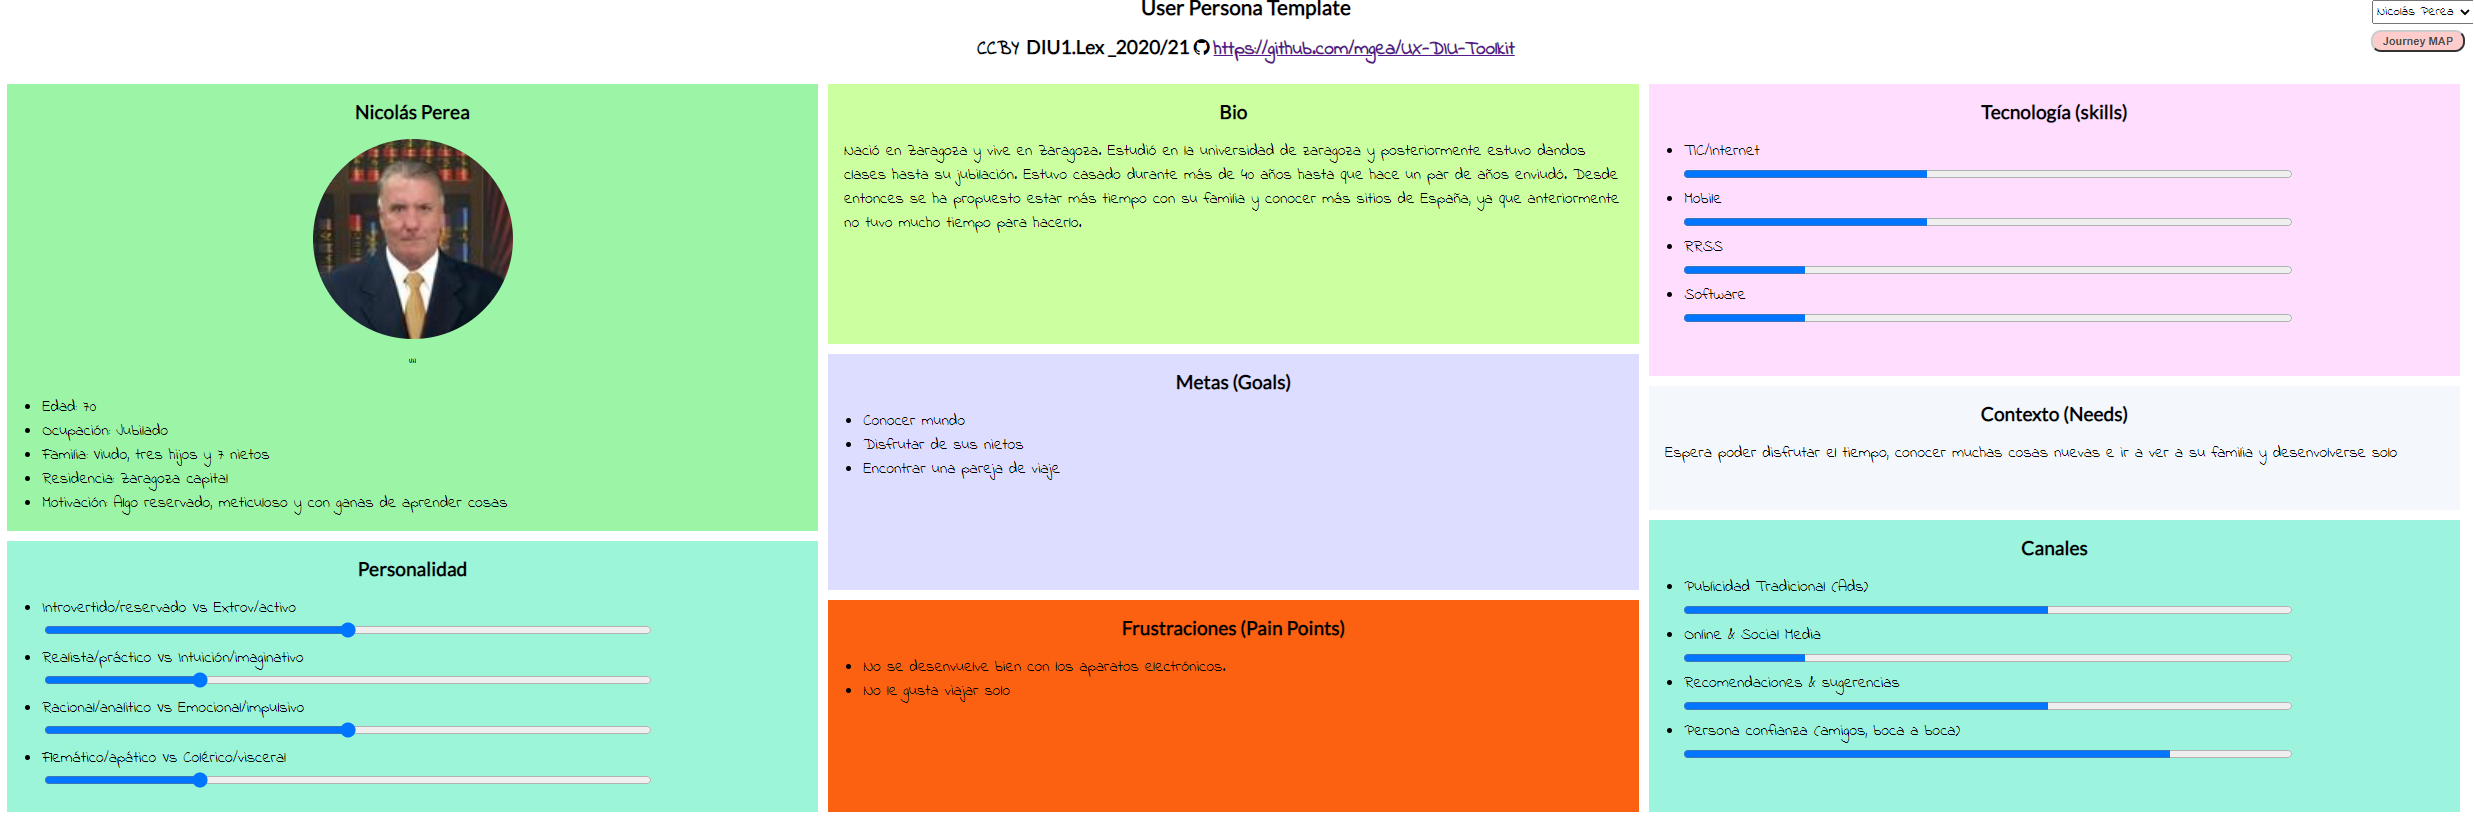 User Persona Template
CCBY DIU1.Lex _2020/21 https://github.com/mgea/UX-DIU-Toolkit
Nicolás Perea
Journey MAP
Nicolás Perea
Edad: 70
Ocupación: Jubilado
Familia: Viudo, tres hijos y 7 nietos
Residencia: Zaragoza capital
Motivación: Algo reservado, meticuloso y con ganas de aprender cosas
Personalidad
Introvertido/reservado Vs Extrov/activo
Realista/práctico Vs Intuición/imaginativo
Racional/analítico Vs Emocional/impulsivo
Flemático/apático Vs Colérico/visceral
Bio
Nació en Zaragoza y vive en Zaragoza. Estudió en la universidad de zaragoza y posteriormente estuvo dandos
clases hasta su jubilación. Estuvo casado durante más de 40 años hasta que hace un par de años enviudó. Desde
entonces se ha propuesto estar más tiempo con su familia y conocer más sitios de España, ya que anteriormente
no tuvo mucho tiempo para hacerlo.
Metas (Goals)
Conocer mundo
Disfrutar de sus nietos
Encontrar una pareja de viaje
Frustraciones (Pain Points)
No se desenvuelve bien con los aparatos electrónicos.
No le gusta viajar solo
Tecnología (skills)
TIC/Internet
Mobile
RRSS
Software
Contexto (Needs)
Espera poder disfrutar el tiempo, conocer muchas cosas nuevas e ir a ver a su familia y desenvolverse solo
Canales
Publicidad Tradicional (Ads)
Online & Social Media
Recomendaciones & sugerencias
Persona confianza (amigos, boca a boca)